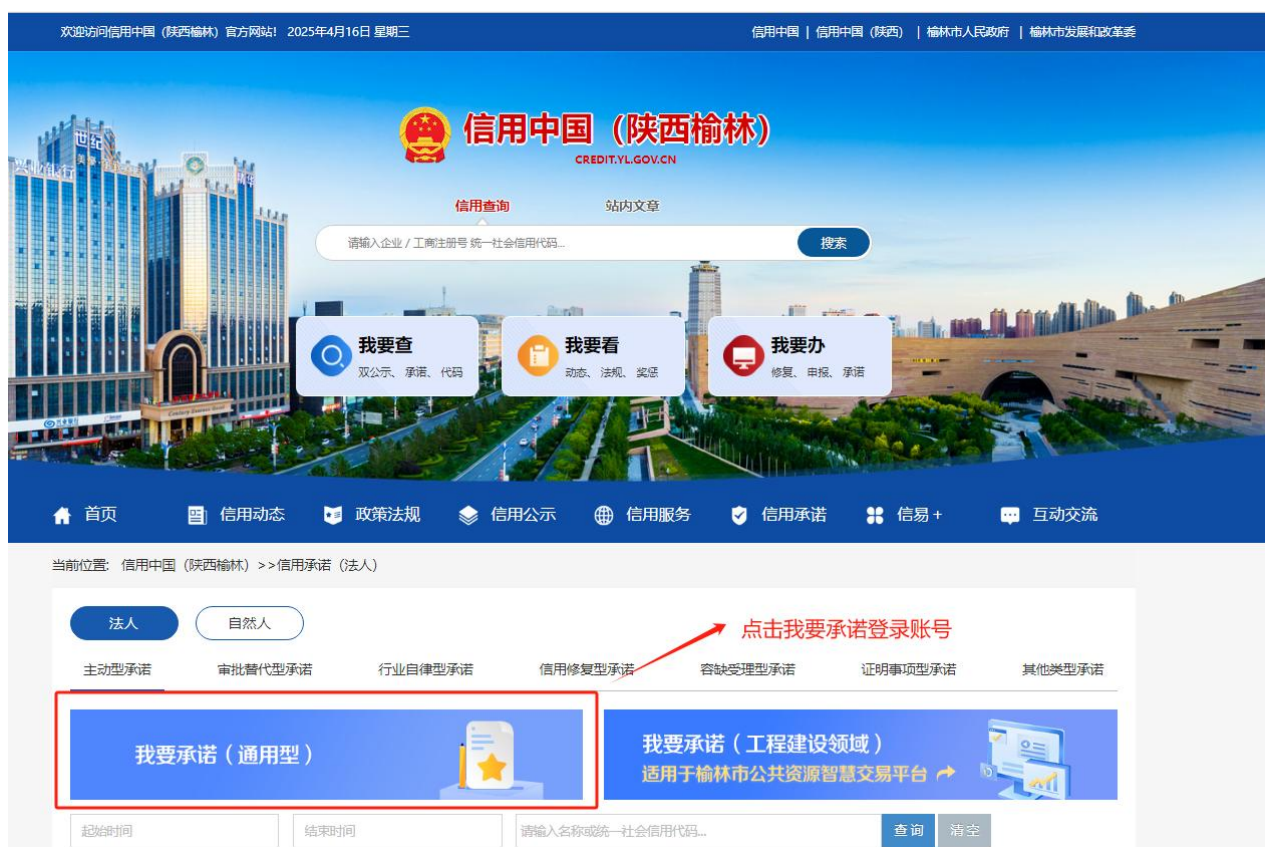 欢迎访问信用中国（陕西榆林）官方网站！ 2025年4月16日 星期三
信用中国 | 信用中国（陕西） | 榆林市人民政府 | 榆林市发展和改革委
信用中国（陕西榆林）
CREDIT.YL.GOV.CN
信用查询 站内文章
请输入企业 / 工商注册号 统一社会信用代码... 搜索
我要查
双公示、承诺、代码
我要看
动态、法规、奖惩
我要办
修复、申报、承诺
首页 信用动态 政策法规 信用公示 信用服务 信用承诺 信易+ 互动交流
当前位置: 信用中国（陕西榆林）>>信用承诺（法人）
法人 自然人
点击我要承诺登录账号
主动型承诺 审批替代型承诺 行业自律型承诺 信用修复型承诺 容缺受理型承诺 证明事项型承诺 其他类型承诺
我要承诺（通用型）
我要承诺（工程建设领域）
适用于榆林市公共资源智慧交易平台
起始时间 结束时间 请输入名称或统一社会信用代码... 查询 清空